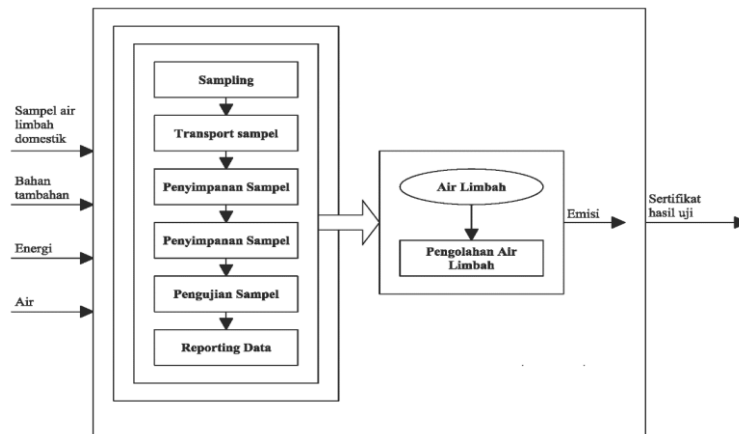 Sampel air
limbah
domestik
Bahan
tambahan
Energi
Air
Sampling
Transport sampel
Penyimpanan Sampel
Penyimpanan Sampel
Pengujian Sampel
Reporting Data
Air Limbah
Pengolahan Air
Limbah
Emisi
Sertifikat
hasil uji